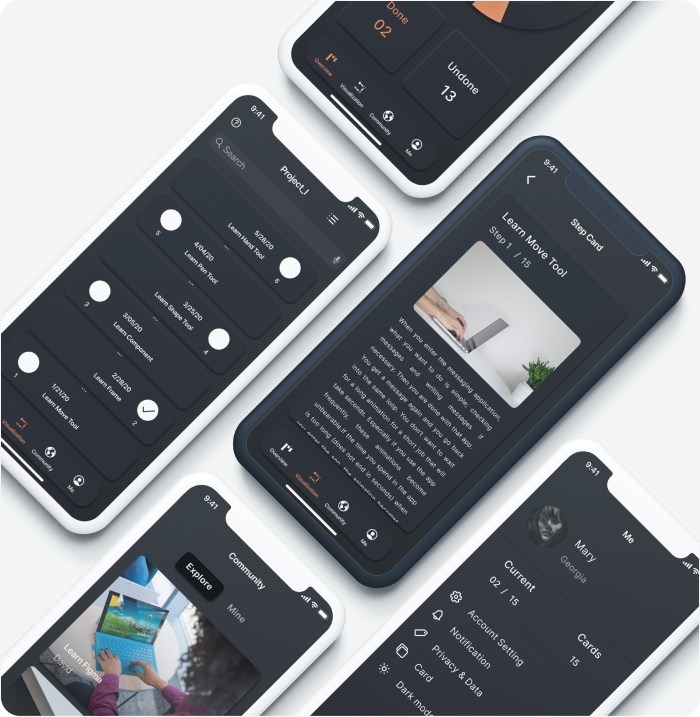 Done
02
Undone
13
Overview
Visualization
Community
Me
9:41
Search
Project_I
5/28/20
Learn Hand Tool
...
6
4/04/20
Learn Pen Tool
...
5
3/25/20
Learn Shape Tool
...
4
3/05/20
Learn Component
...
3
2/28/20
Learn Frame
...
2
1/21/20
Learn Move Tool
1
Visualization
Community
Me
9:41
Step Card
Learn Move Tool
Step 1 / 15
When you enter the messaging application
what you want to do is simple, checking
messages and writing messages if
necessary. Then you are done with that app.
You get a message again and you go back
into the same loop. You don't want to wait
for a long animation for a short job that will
take seconds. Especially if you use the app
frequently, these animations become
unbearable.If the time you spend in the app
is too long (does not end in seconds) when
Overview
Visualization
Community
Me
9:41
Community
Explore
Mine
Learn Figma
David
9:41
Me
Mary
Georgia
Current
02 / 15
Cards
15
Account Setting
Notification
Privacy & Data
Card
Dark mode